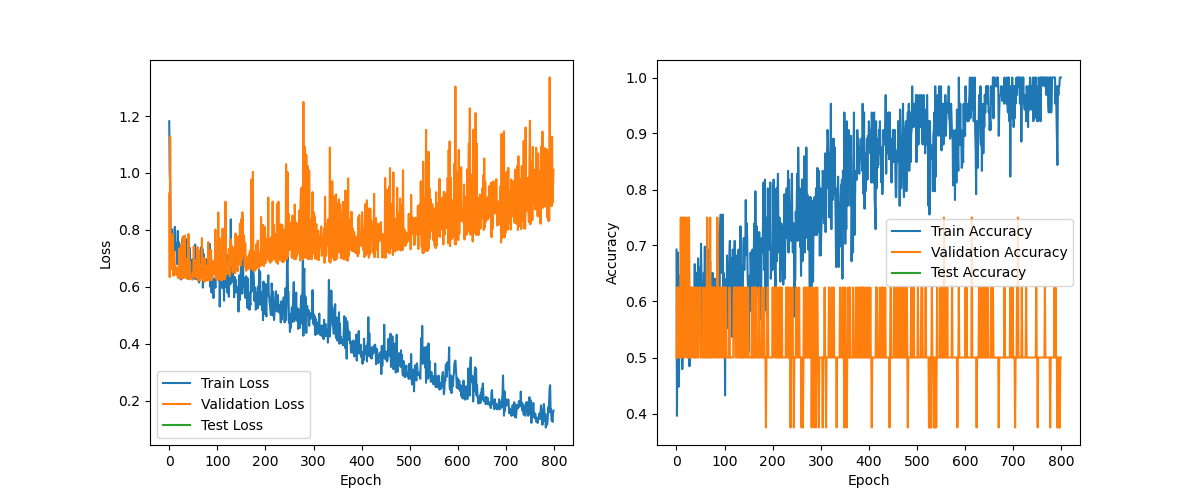 Loss
1.2
1.0
0.8
0.6
0.4
0.2
Train Loss
Validation Loss
Test Loss
0 100 200 300 400 500 600 700 800
Epoch
Accuracy
1.0
0.9
0.8
0.7
0.6
0.5
0.4
Train Accuracy
Validation Accuracy
Test Accuracy
0 100 200 300 400 500 600 700 800
Epoch